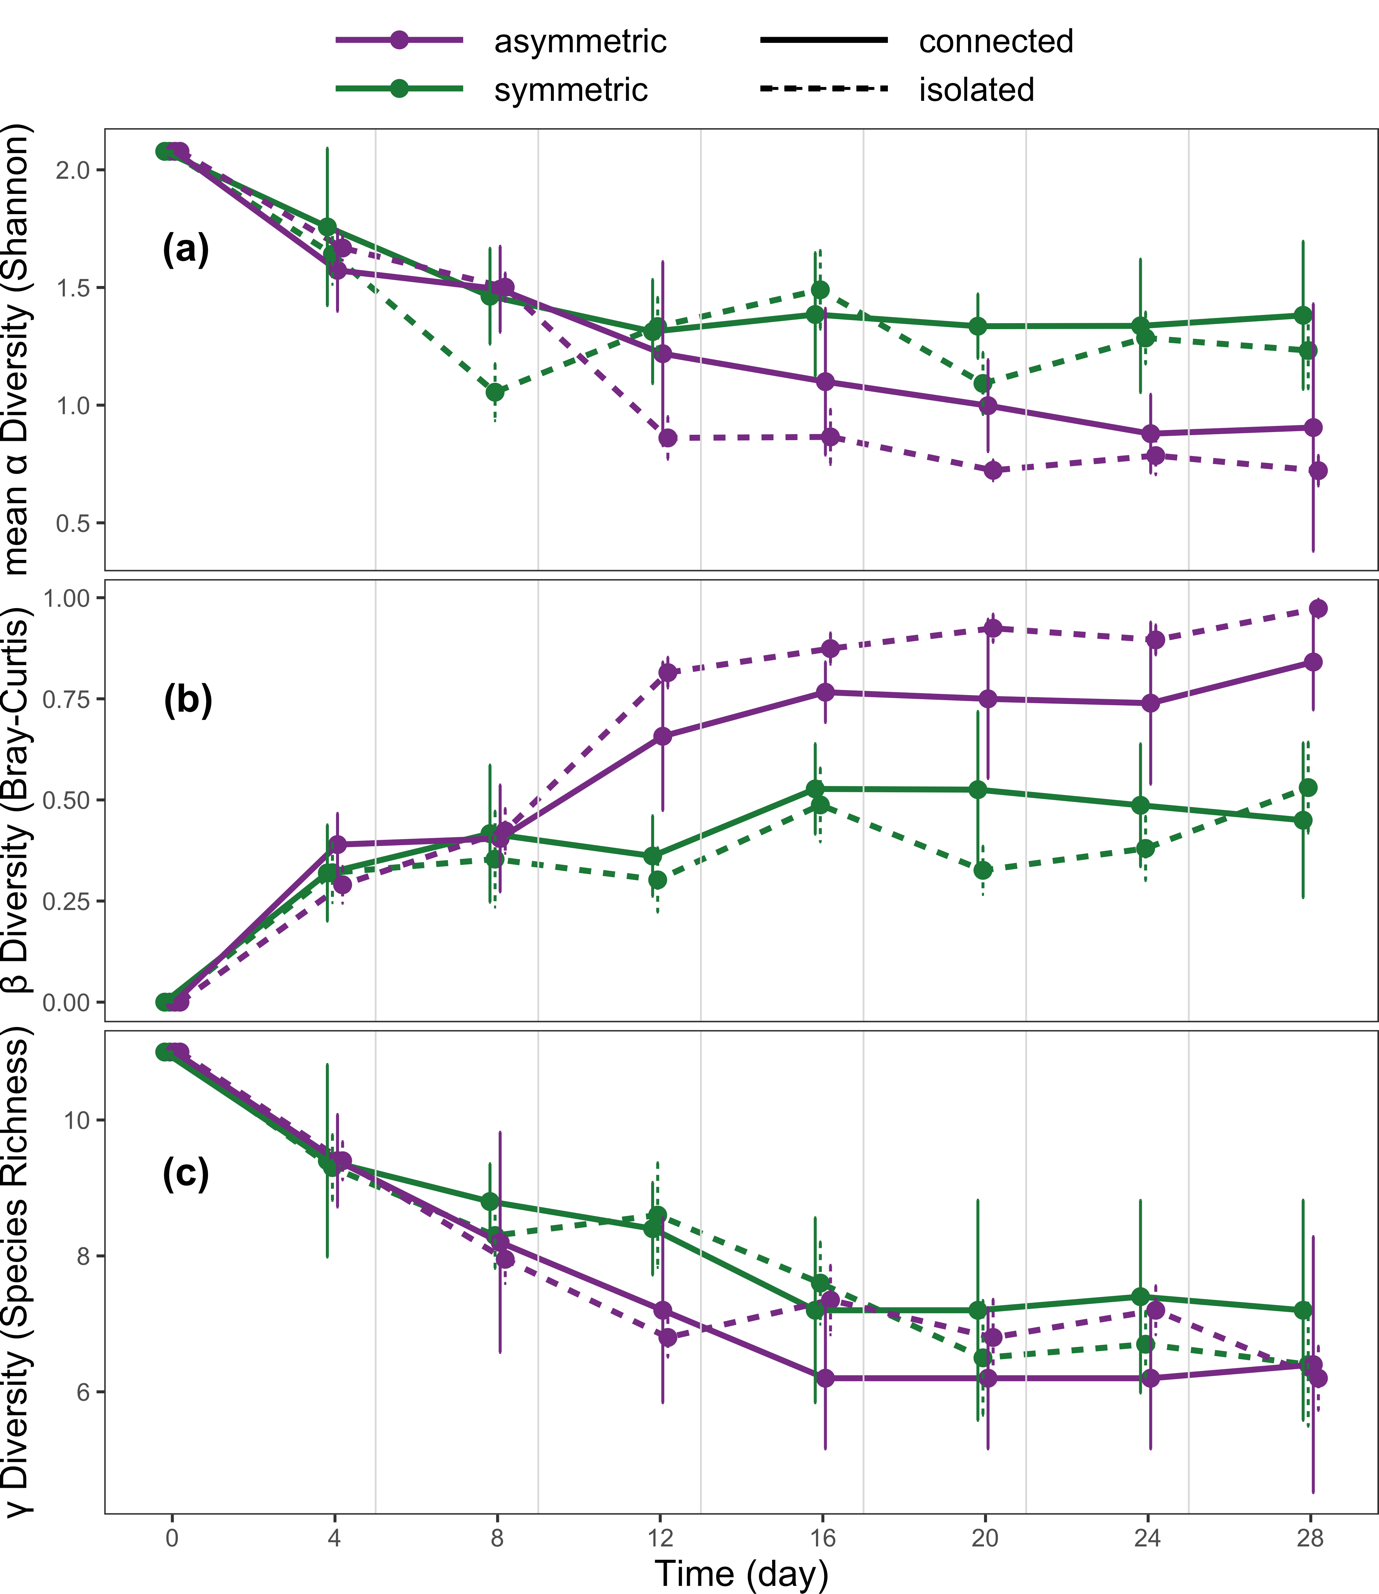 asymmetric connected
symmetric isolated
mean α Diversity (Shannon)
2.0
1.5
1.0
0.5
(a)
β Diversity (Bray-Curtis)
1.00
0.75
0.50
0.25
0.00
(b)
γ Diversity (Species Richness)
10
8
6
(c)
0 4 8 12 16 20 24 28
Time (day)